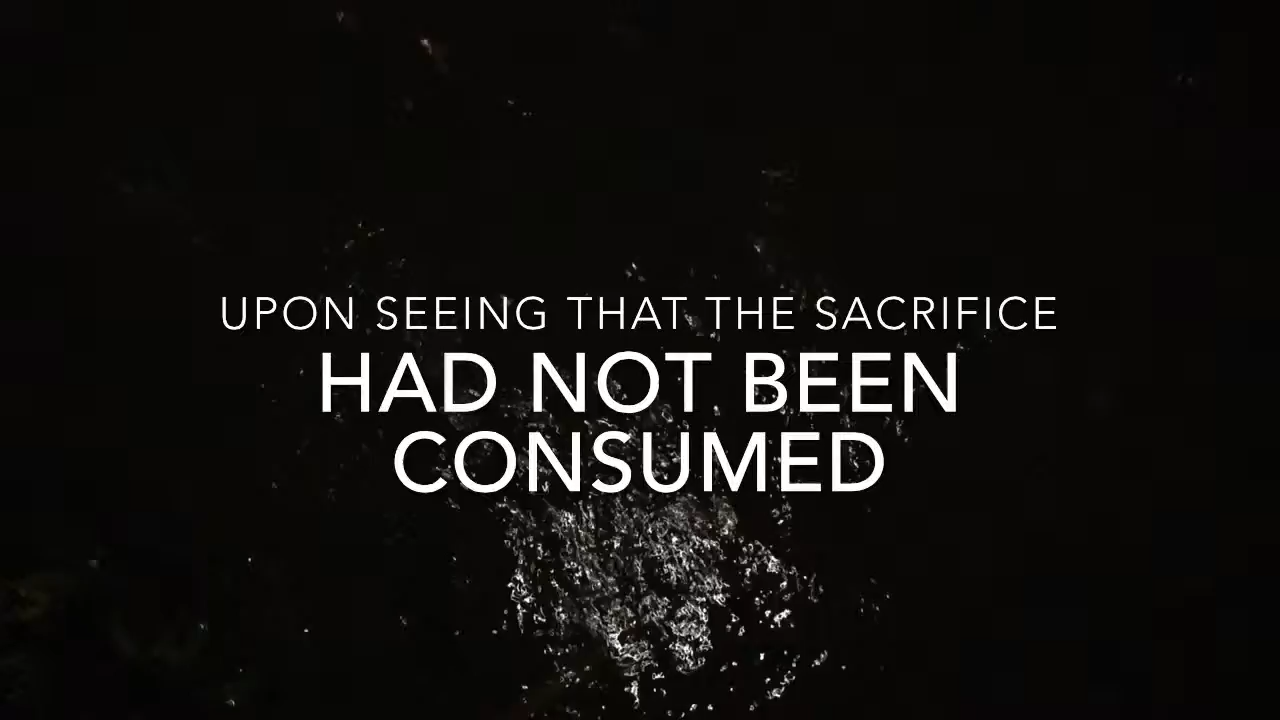 UPON SEEING THAT THE SACRIFICE
HAD NOT BEEN
CONSUMED